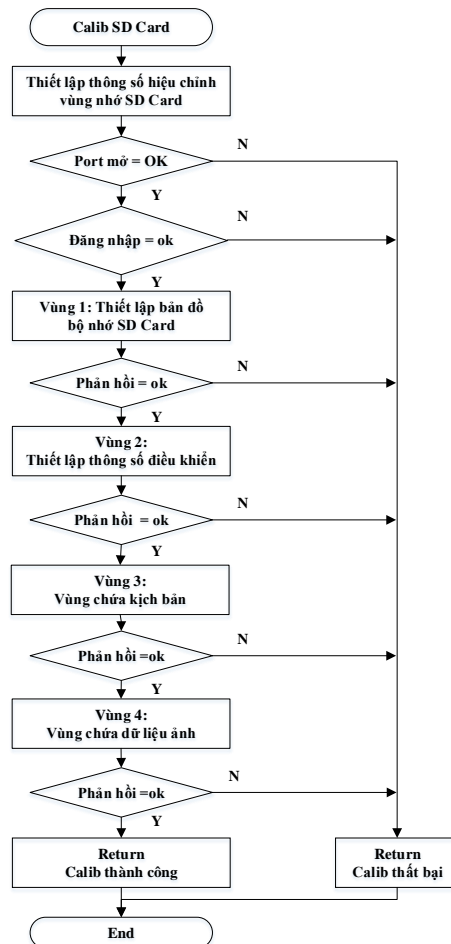 Calib SD Card
Thiết lập thông số hiệu chỉnh
vùng nhớ SD Card
N
Port mở = OK
Y
N
Đăng nhập = ok
Y
Vùng 1: Thiết lập bản đồ
bộ nhớ SD Card
N
Phản hồi = ok
Y
Vùng 2:
Thiết lập thông số điều khiển
N
Phản hồi = ok
Y
Vùng 3:
Vùng chứa kịch bản
N
Phản hồi =ok
Y
Vùng 4:
Vùng chứa dữ liệu ảnh
N
Phản hồi =ok
Y
Return
Calib thành công
Return
Calib thất bại
End